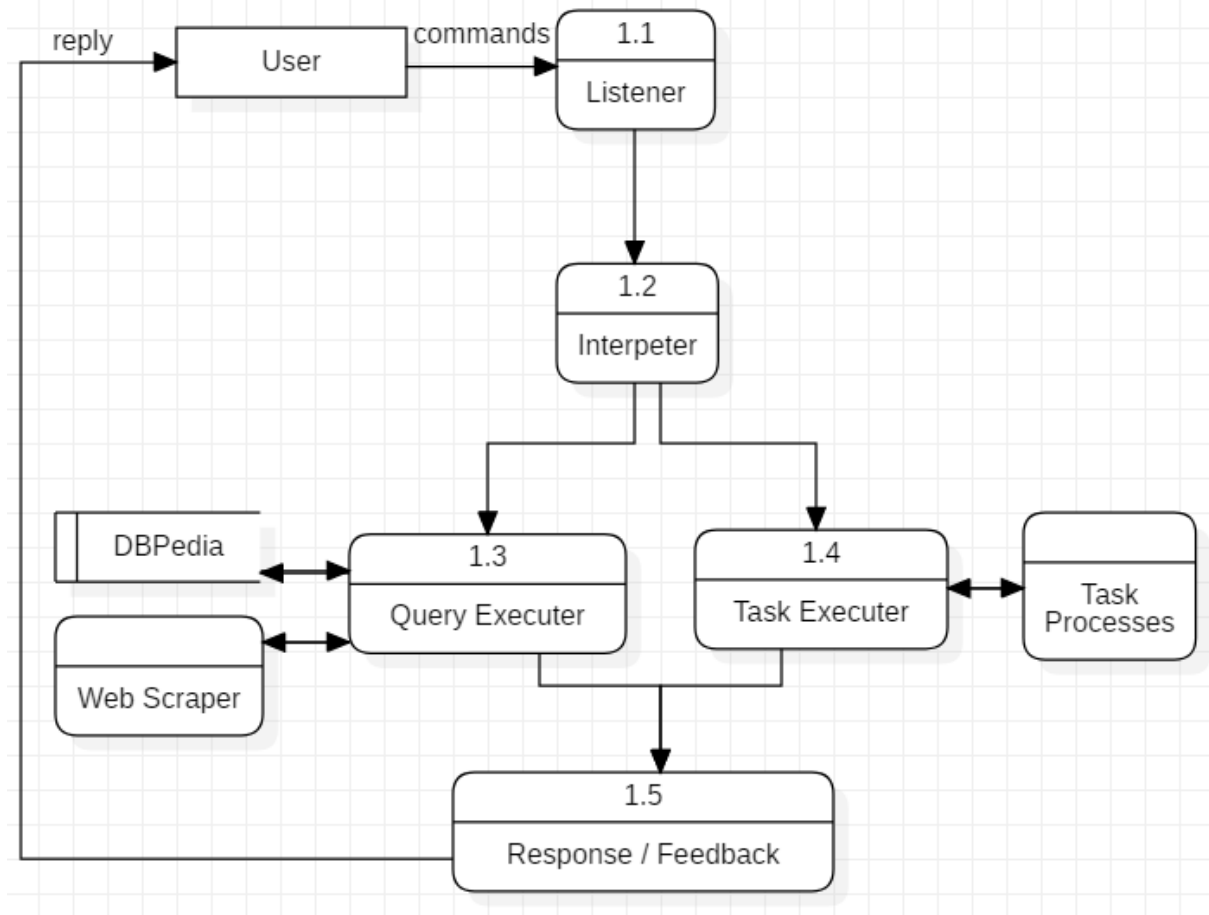 reply
User
commands
1.1
Listener
1.2
Interpeter
DBPedia
1.3
Query Executer
1.4
Task Executer
Task
Processes
Web Scraper
1.5
Response / Feedback